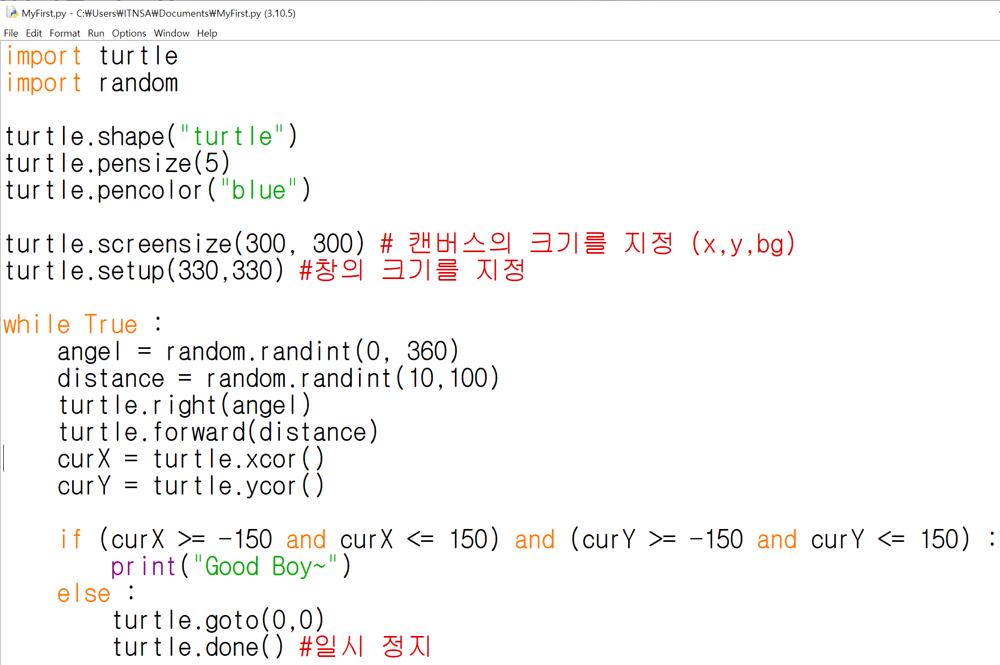 MyFirst.py - C:₩Users₩ITNSA₩Documents₩MyFirst.py (3.10.5)
File Edit Format Run Options Window Help
import turtle
import random
turtle.shape("turtle")
turtle.pensize(5)
turtle.pencolor("blue")
turtle.screensize(300, 300) # 캔버스의 크기를 지정 (x,y,bg)
turtle.setup(330,330) #창의 크기를 지정
while True :
    angel = random.randint(0, 360)
    distance = random.randint(10,100)
    turtle.right(angel)
    turtle.forward(distance)
    curX = turtle.xcor()
    curY = turtle.ycor()
    if (curX >= -150 and curX <= 150) and (curY >= -150 and curY <= 150) :
        print("Good Boy~")
    else :
        turtle.goto(0,0)
        turtle.done() #일시 정지